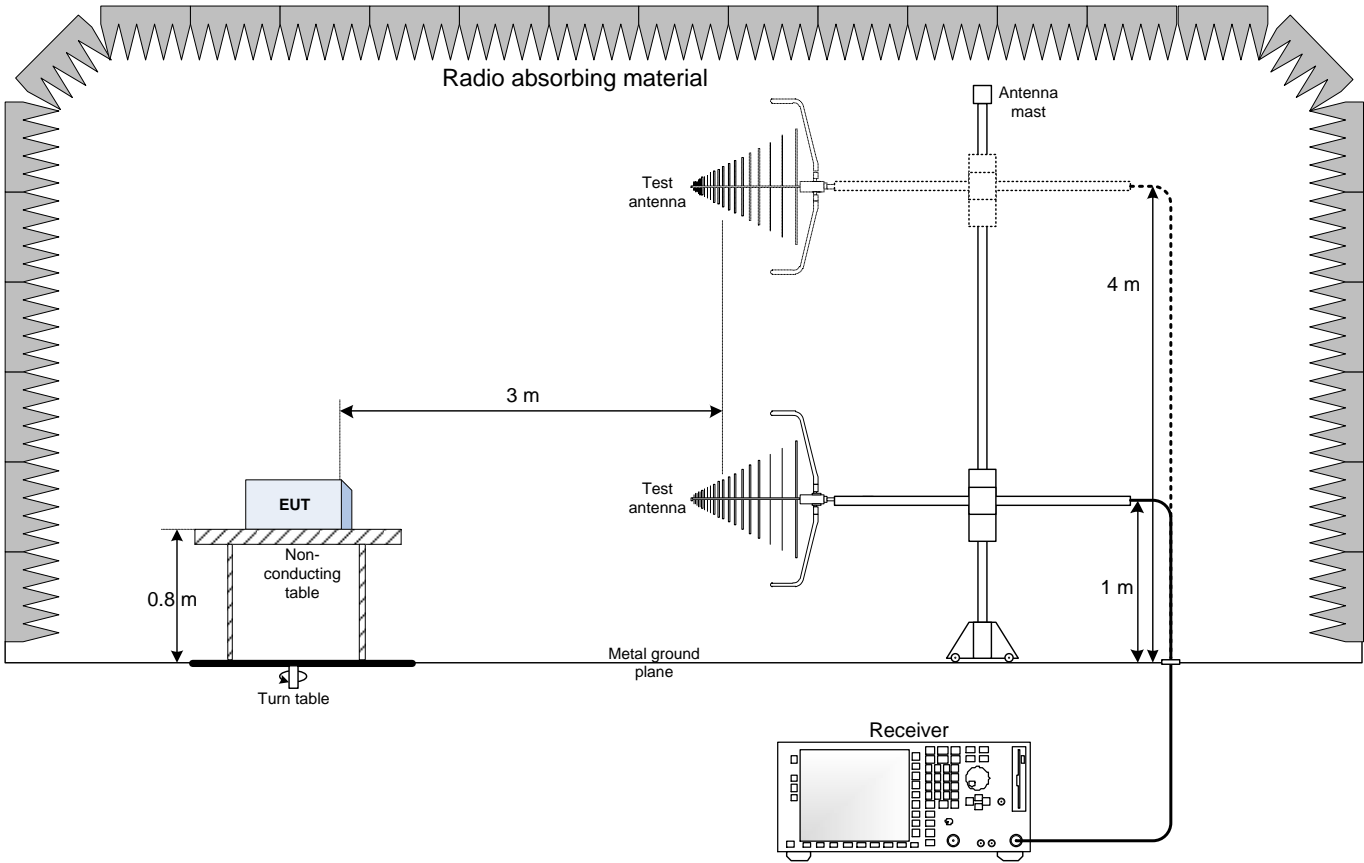 Radio absorbing material
Antenna
mast
Test
antenna
4 m
3 m
Test
antenna
EUT
Non-
conducting
table
0.8 m
1 m
Metal ground
plane
Turn table
Receiver